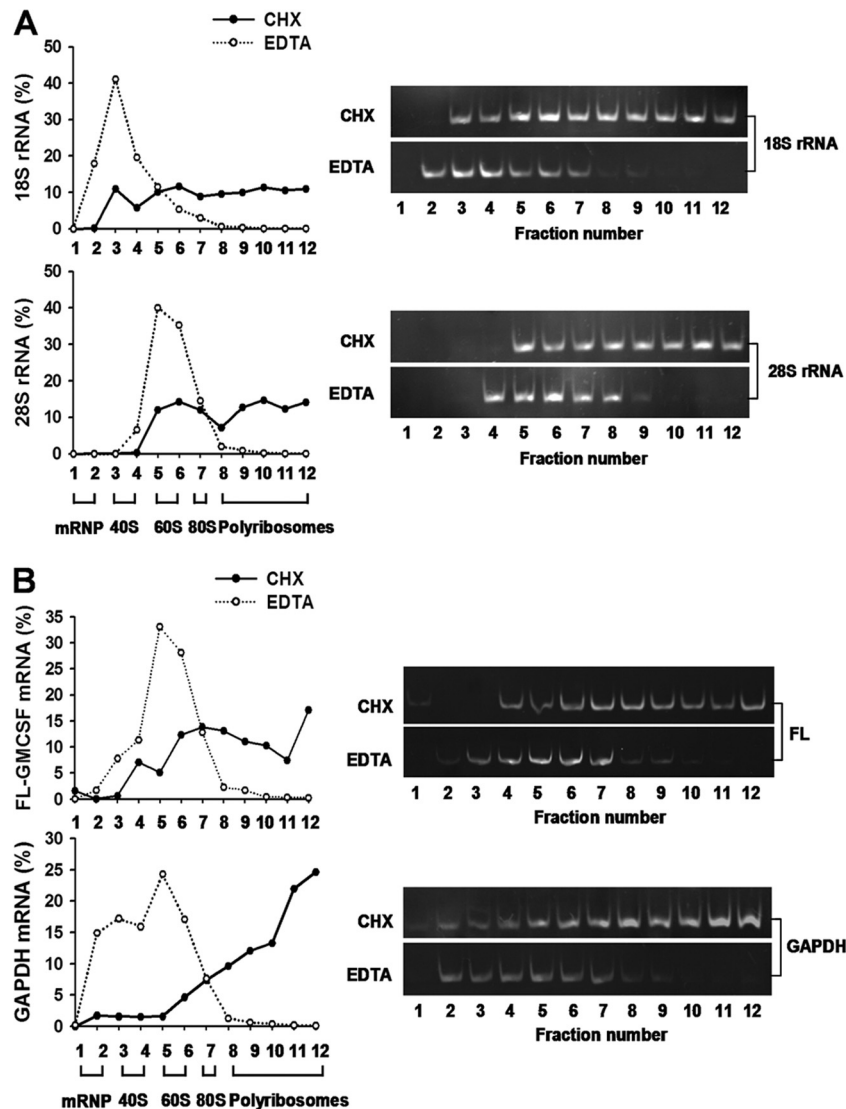 A
CHX
EDTA
18S rRNA (%)
50
40
30
20
10
0
1 2 3 4 5 6 7 8 9 10 11 12
CHX
EDTA
18S rRNA
1 2 3 4 5 6 7 8 9 10 11 12
Fraction number
28S rRNA (%)
50
40
30
20
10
0
1 2 3 4 5 6 7 8 9 10 11 12
mRNP 40S 60S 80S Polyribosomes
CHX
EDTA
28S rRNA
1 2 3 4 5 6 7 8 9 10 11 12
Fraction number
B
CHX
EDTA
FL-GMCSF mRNA (%)
35
30
25
20
15
10
5
0
1 2 3 4 5 6 7 8 9 10 11 12
CHX
EDTA
FL
1 2 3 4 5 6 7 8 9 10 11 12
Fraction number
GAPDH mRNA (%)
30
25
20
15
10
5
0
1 2 3 4 5 6 7 8 9 10 11 12
mRNP 40S 60S 80S Polyribosomes
CHX
EDTA
GAPDH
1 2 3 4 5 6 7 8 9 10 11 12
Fraction number